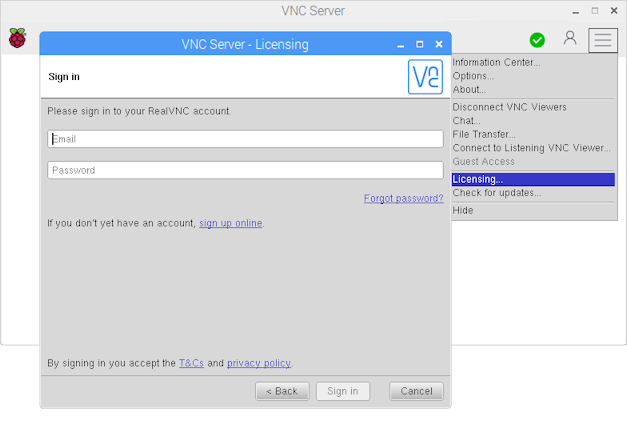 VNC Server
VNC Server - Licensing
Sign in
Please sign in to your RealVNC account.
Email
Password
Forgot password?
If you don't yet have an account, sign up online.
By signing in you accept the T&Cs and privacy policy.
< Back
Sign in
Cancel
Information Center...
Options...
About...
Disconnect VNC Viewers
Chat...
File Transfer...
Connect to Listening VNC Viewer...
Guest Access
Licensing...
Check for updates...
Hide